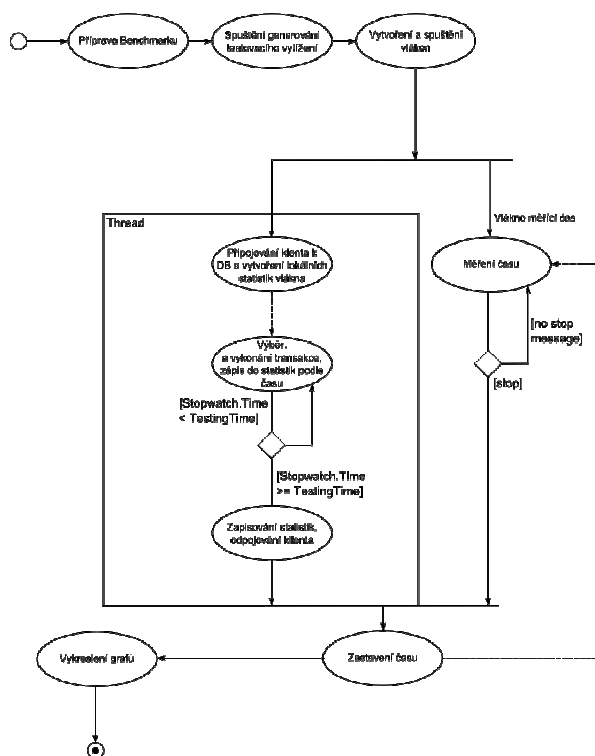 Příprava Benchmarku
Spuštění generování
testovacího vytížení
Vytvoření a spuštění
vláken
Thread
Vlákno měřící čas
Připojování klienta k
DB a vytvoření lokálních
statistik vlákna
Měření času
[no stop
message]
Výběr,
a vykonání transakce,
zápis do statistik podle
času
[stop]
[Stopwatch.Time
< TestingTime]
[Stopwatch.Time
>= TestingTime]
Zapisování statistik,
odpojování klienta
Vykreslení grafů
Zastavení času